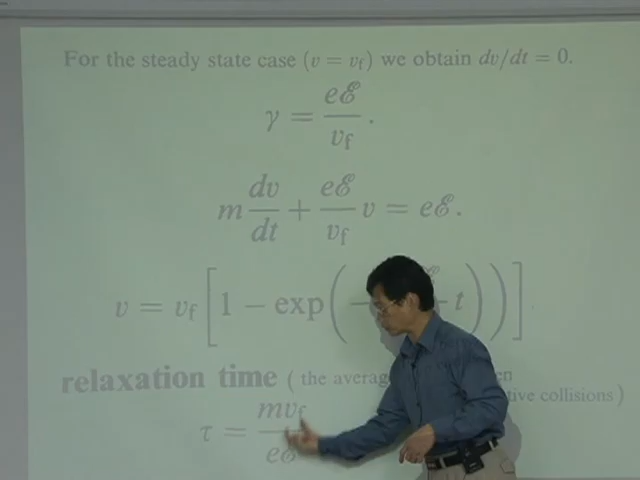 For the steady state case (v = v_f) we obtain dv/dt = 0.
γ = eℰ / v_f .
m dv/dt + eℰ/v_f v = eℰ.
v = v_f [ 1 − exp ( − t ) ) ] .
relaxation time ( the average
tive collisions )
τ = mv_f / eℰ